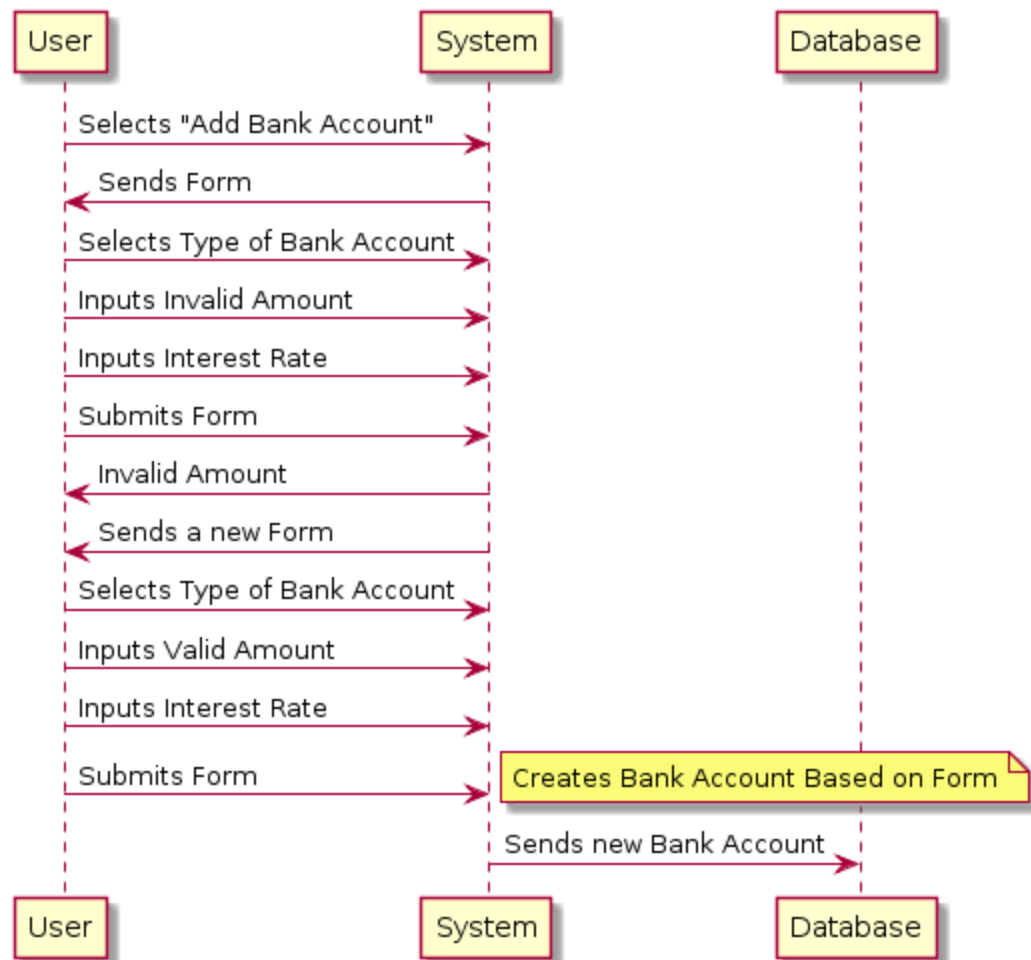 User
System
Database
Selects "Add Bank Account"
Sends Form
Selects Type of Bank Account
Inputs Invalid Amount
Inputs Interest Rate
Submits Form
Invalid Amount
Sends a new Form
Selects Type of Bank Account
Inputs Valid Amount
Inputs Interest Rate
Submits Form
Creates Bank Account Based on Form
Sends new Bank Account
User
System
Database